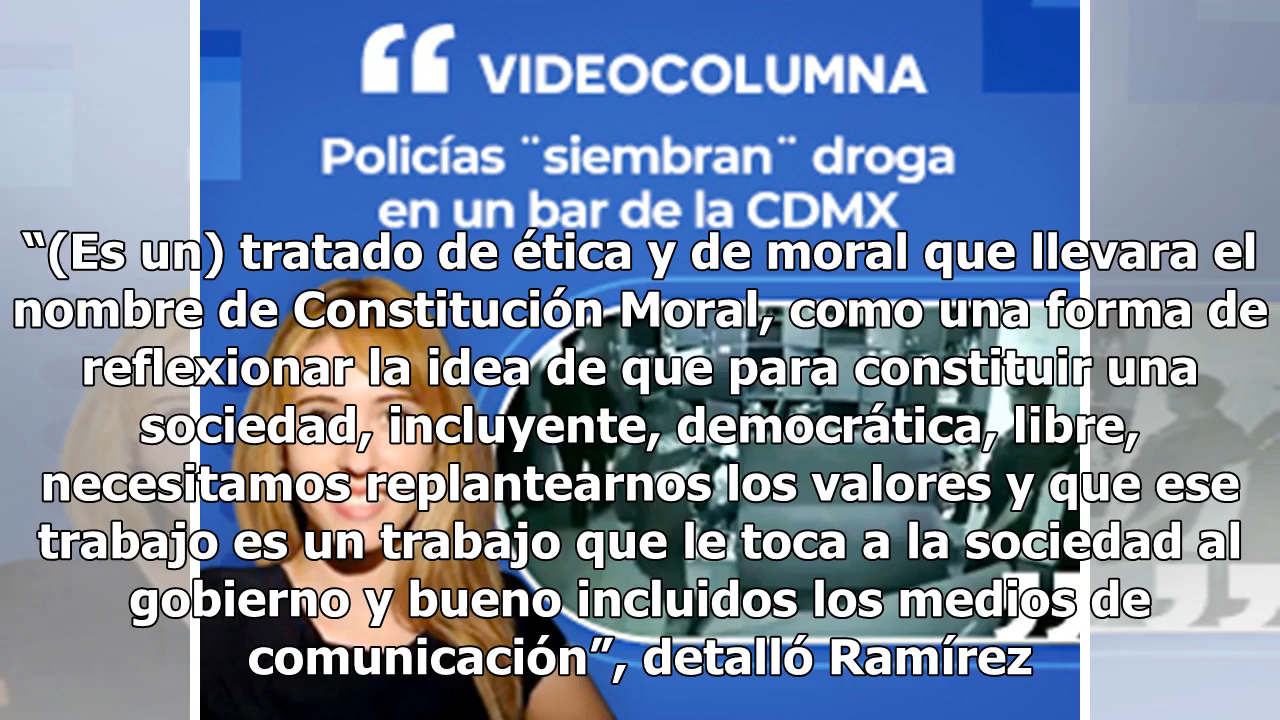 “ VIDEOCOLUMNA
Policías ¨siembran¨ droga
en un bar de la CDMX
“(Es un) tratado de ética y de moral que llevara el
nombre de Constitución Moral, como una forma de
reflexionar la idea de que para constituir una
sociedad, incluyente, democrática, libre,
necesitamos replantearnos los valores y que ese
trabajo es un trabajo que le toca a la sociedad al
gobierno y bueno incluidos los medios de
comunicación”, detalló Ramírez